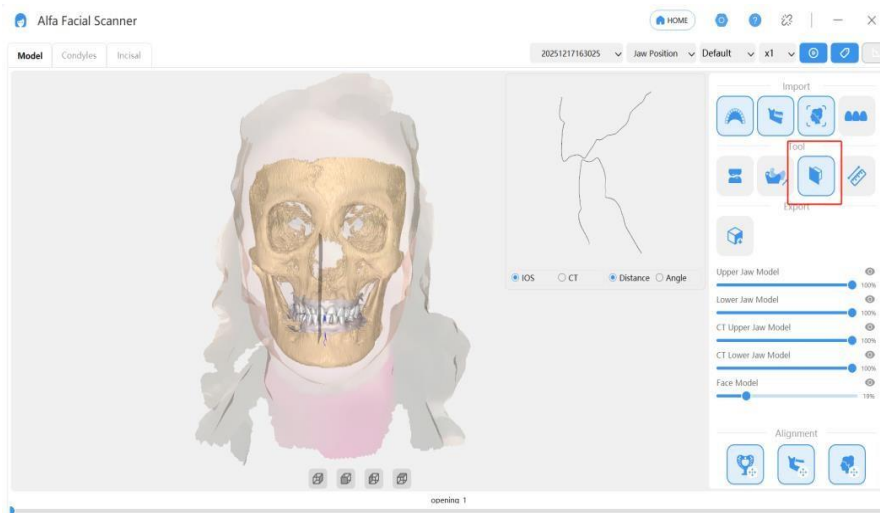 Alfa Facial Scanner
HOME
Model
Condyles
Incisal
20251217163025
Jaw Position
Default
x1
Import
Tool
Export
IOS
CT
Distance
Angle
Upper Jaw Model
100%
Lower Jaw Model
100%
CT Upper Jaw Model
100%
CT Lower Jaw Model
100%
Face Model
19%
Alignment
opening 1